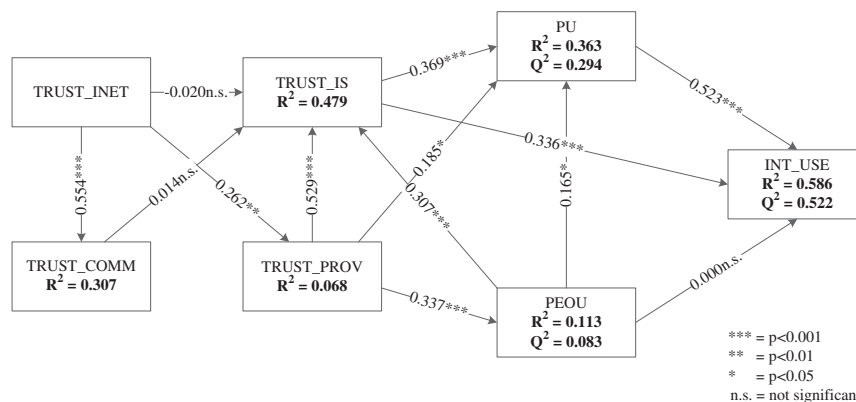 PU
R² = 0.363
Q² = 0.294
TRUST_INET
-0.020n.s.
TRUST_IS
R² = 0.479
0.369***
0.523***
0.554***
0.014n.s.
0.262**
0.529***
0.185*
0.307***
0.336***
0.165*
INT_USE
R² = 0.586
Q² = 0.522
TRUST_COMM
R² = 0.307
TRUST_PROV
R² = 0.068
0.337***
PEOU
R² = 0.113
Q² = 0.083
0.000n.s.
*** = p<0.001
** = p<0.01
* = p<0.05
n.s. = not significan